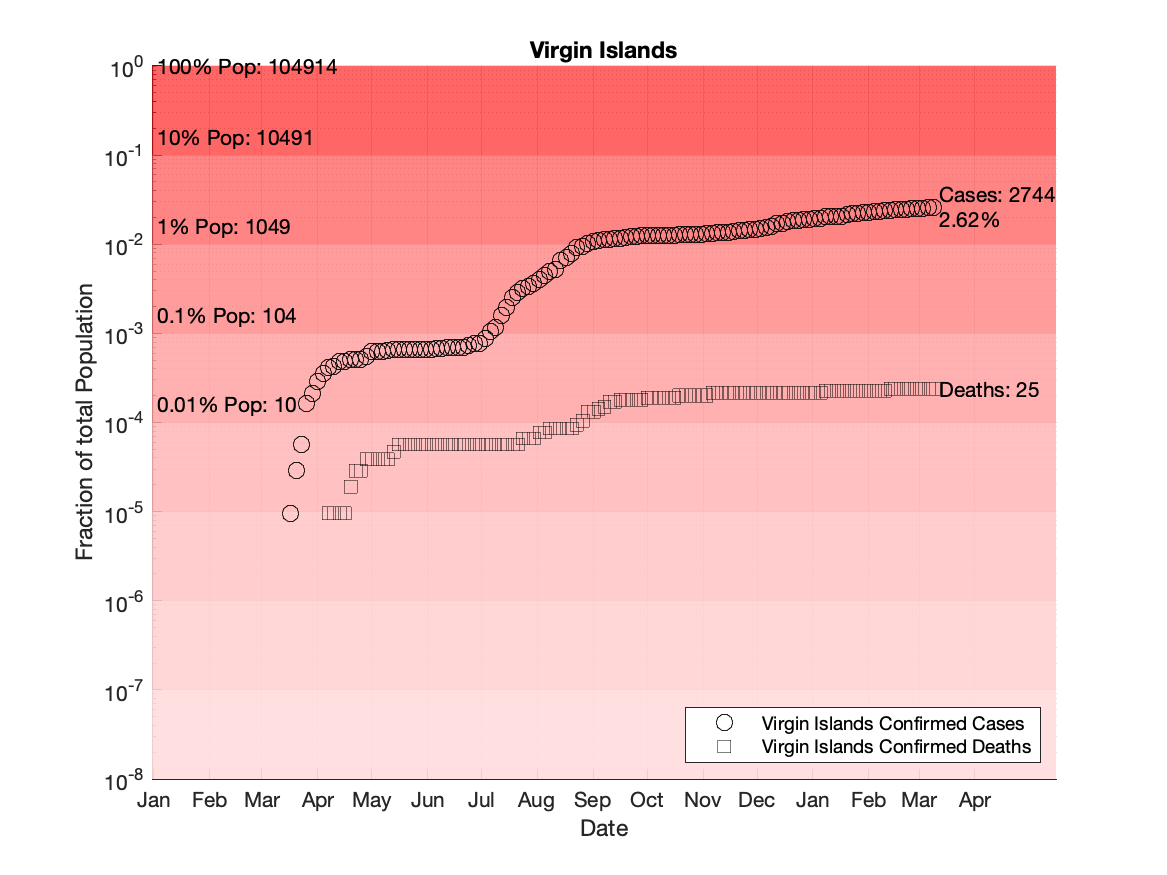 Virgin Islands
10^0
100% Pop: 104914
10% Pop: 10491
10^-1
Cases: 2744
2.62%
1% Pop: 1049
10^-2
0.1% Pop: 104
10^-3
Deaths: 25
0.01% Pop: 10
10^-4
10^-5
10^-6
10^-7
10^-8
Fraction of total Population
Virgin Islands Confirmed Cases
Virgin Islands Confirmed Deaths
Jan Feb Mar Apr May Jun Jul Aug Sep Oct Nov Dec Jan Feb Mar Apr
Date